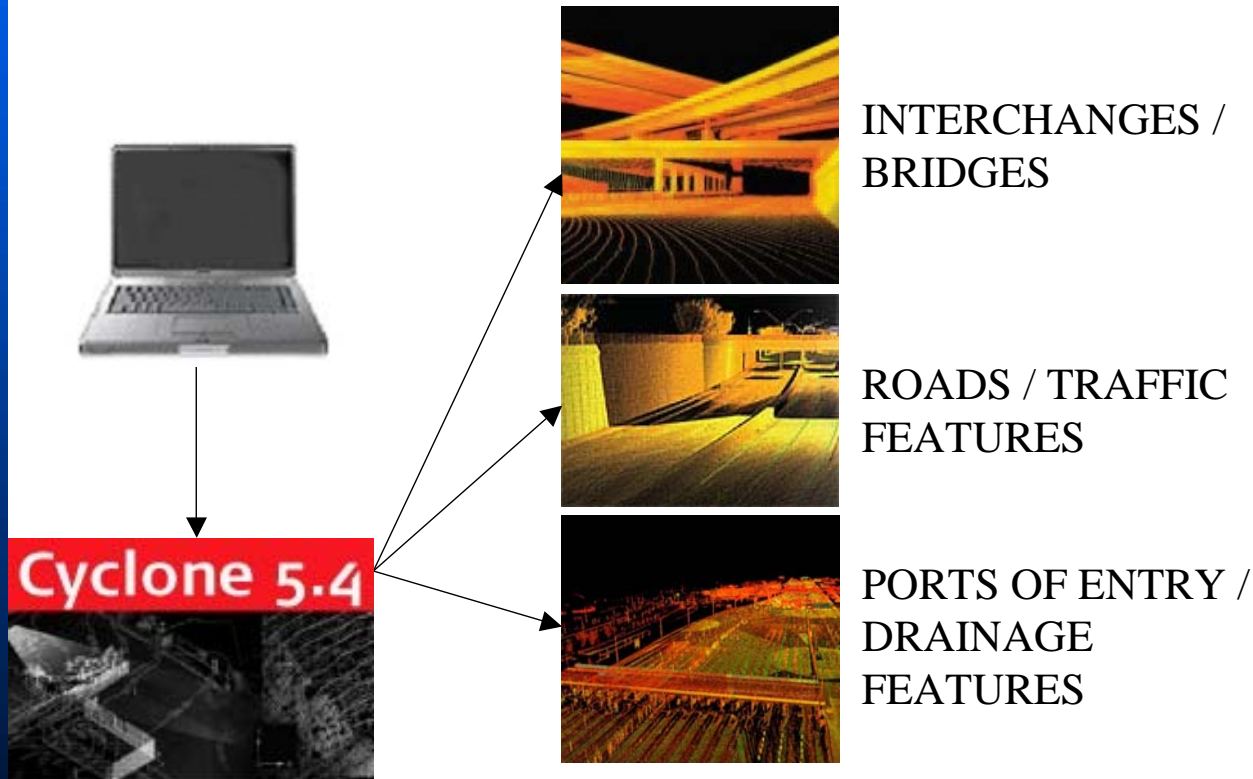 INTERCHANGES /
BRIDGES
ROADS / TRAFFIC
FEATURES
Cyclone 5.4
PORTS OF ENTRY /
DRAINAGE
FEATURES